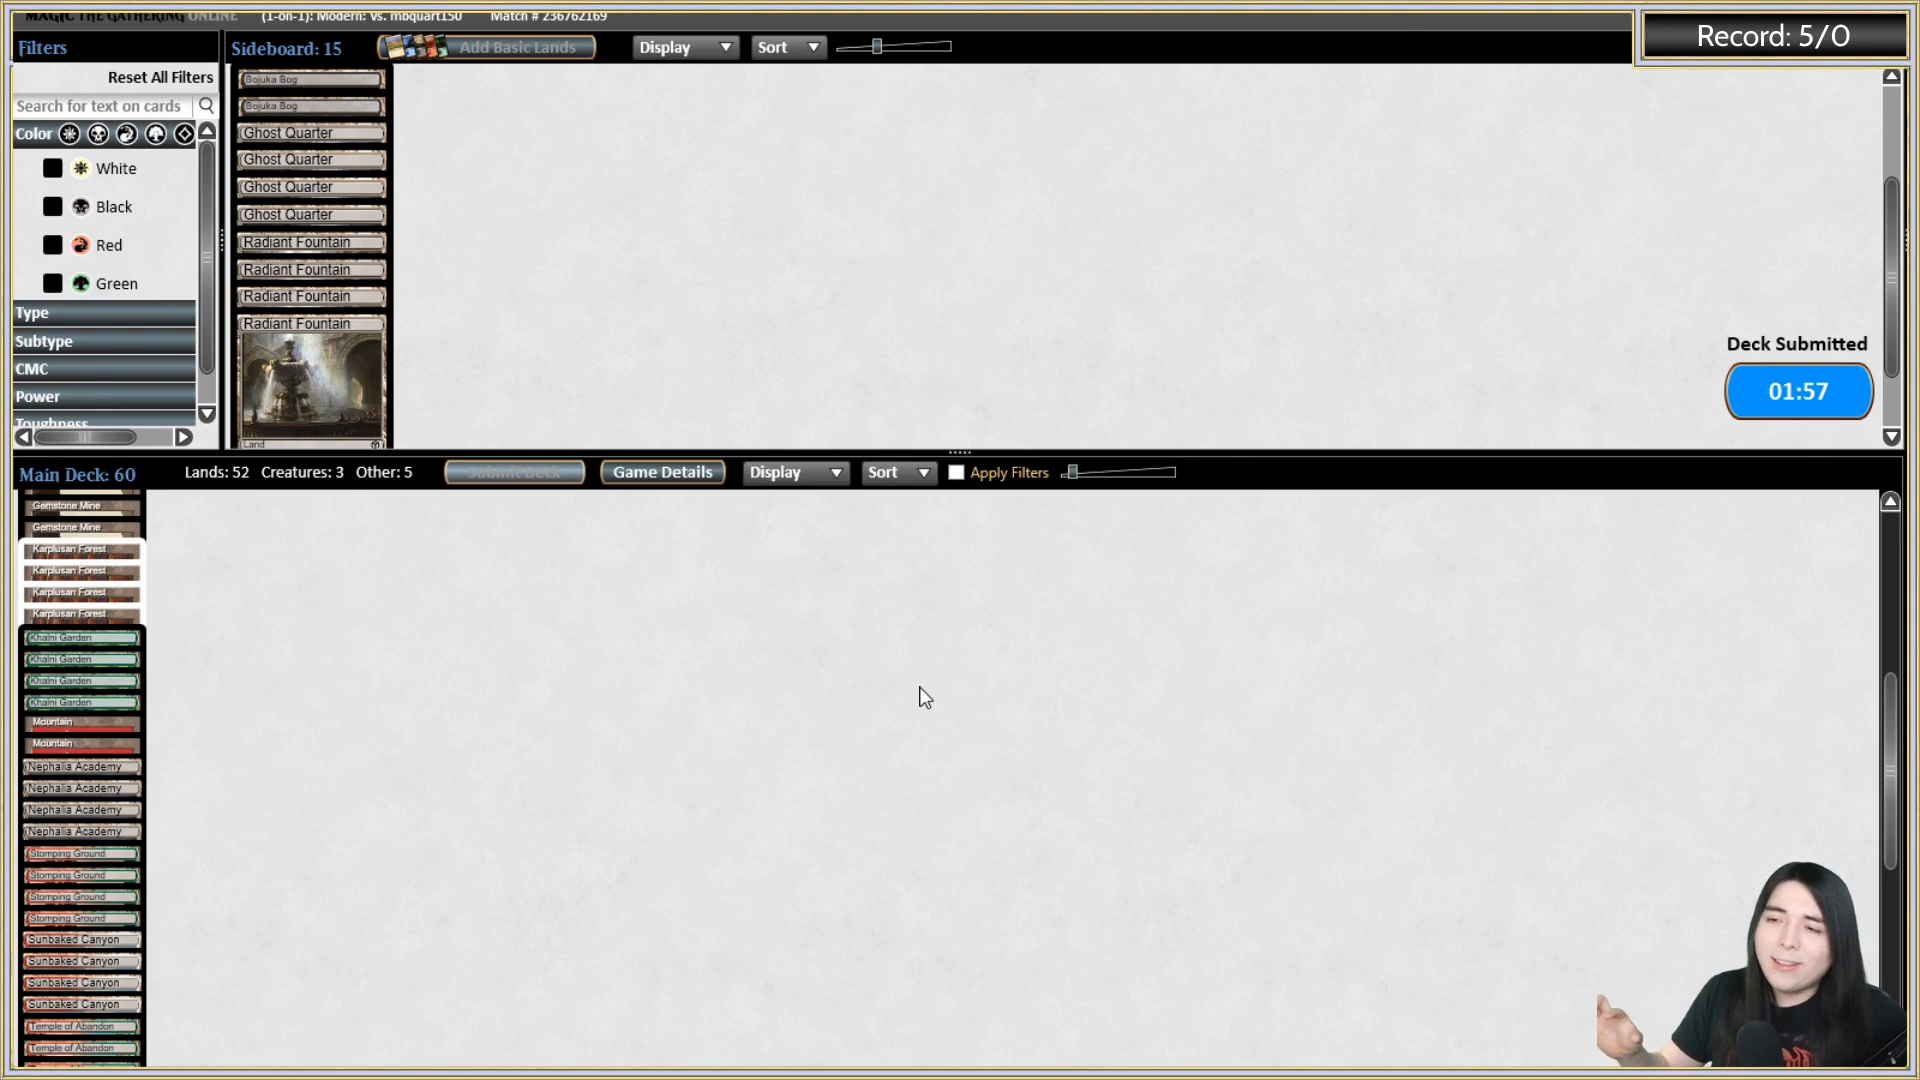 MAGIC THE GATHERING ONLINE (1-on-1): Modern: Vs. mbquart150 Match # 236762169
Record: 5/0
Filters
Reset All Filters
Search for text on cards
Color
White
Black
Red
Green
Type
Subtype
CMC
Power
Toughness
Sideboard: 15 Add Basic Lands Display Sort
Bojuka Bog
Bojuka Bog
Ghost Quarter
Ghost Quarter
Ghost Quarter
Ghost Quarter
Radiant Fountain
Radiant Fountain
Radiant Fountain
Radiant Fountain
Land
Deck Submitted
01:57
Main Deck: 60 Lands: 52 Creatures: 3 Other: 5 Submit Deck Game Details Display Sort Apply Filters
Gemstone Mine
Gemstone Mine
Karplusan Forest
Karplusan Forest
Karplusan Forest
Karplusan Forest
Khalni Garden
Khalni Garden
Khalni Garden
Khalni Garden
Mountain
Mountain
Nephalia Academy
Nephalia Academy
Nephalia Academy
Nephalia Academy
Stomping Ground
Stomping Ground
Stomping Ground
Stomping Ground
Sunbaked Canyon
Sunbaked Canyon
Sunbaked Canyon
Sunbaked Canyon
Temple of Abandon
Temple of Abandon